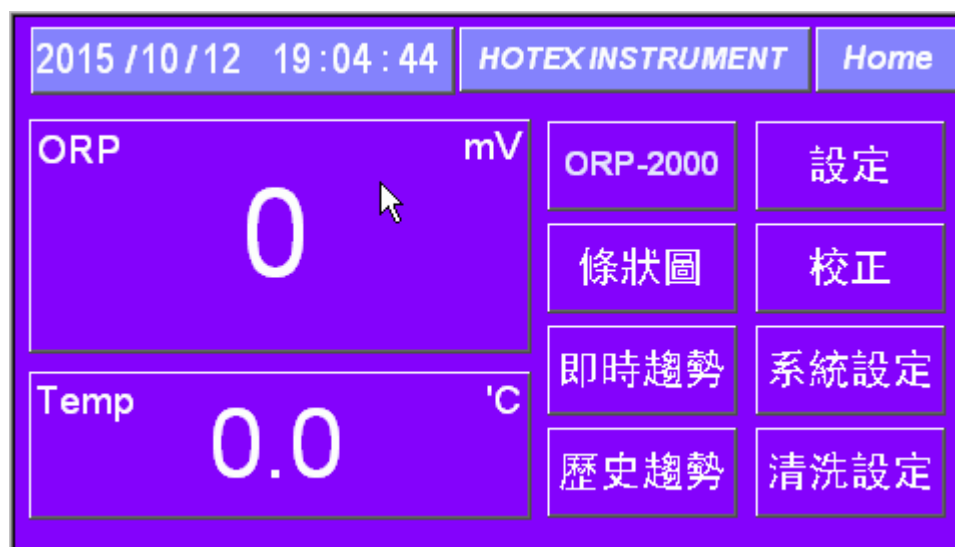 2015 /10/12 19:04:44 HOTEX INSTRUMENT Home
ORP mV
0
Temp 'C
0.0
ORP-2000 設定
條狀圖 校正
即時趨勢 系統設定
歷史趨勢 清洗設定